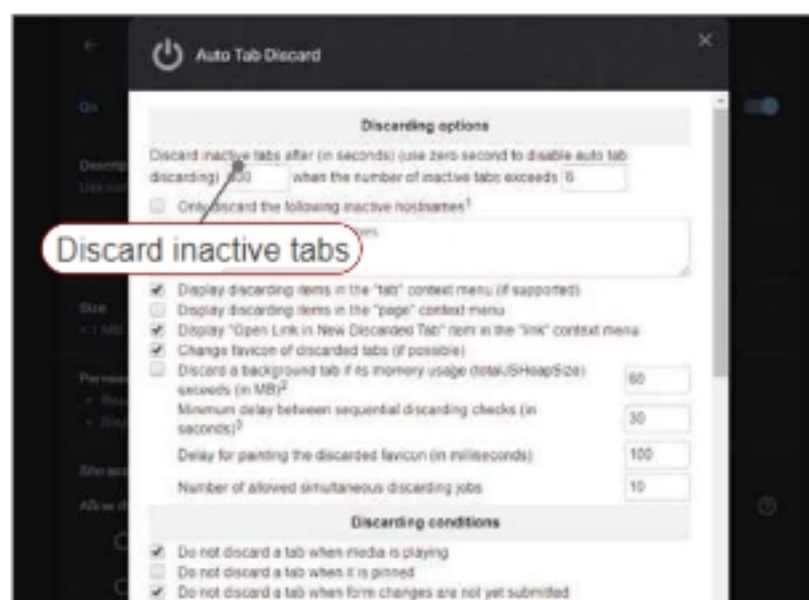 Auto Tab Discard
On
Discarding options
Discard inactive tabs after (in seconds) (use zero second to disable auto tab
discarding) when the number of inactive tabs exceeds 6
Only discard the following inactive hostnames¹
Discard inactive tabs
Display discarding items in the "tab" context menu (if supported)
Display discarding items in the "page" context menu
Display "Open Link in New Discarded Tab" item in the "link" context menu
Change favicon of discarded tabs (if possible)
Discard a background tab if its memory usage (totalJSHeapSize)
exceeds (in MB)² 60
Minimum delay between sequential discarding checks (in
seconds)³ 30
Delay for painting the discarded favicon (in milliseconds) 100
Number of allowed simultaneous discarding jobs 10
Size
< 1 MB
Discarding conditions
Do not discard a tab when media is playing
Do not discard a tab when it is pinned
Do not discard a tab when form changes are not yet submitted